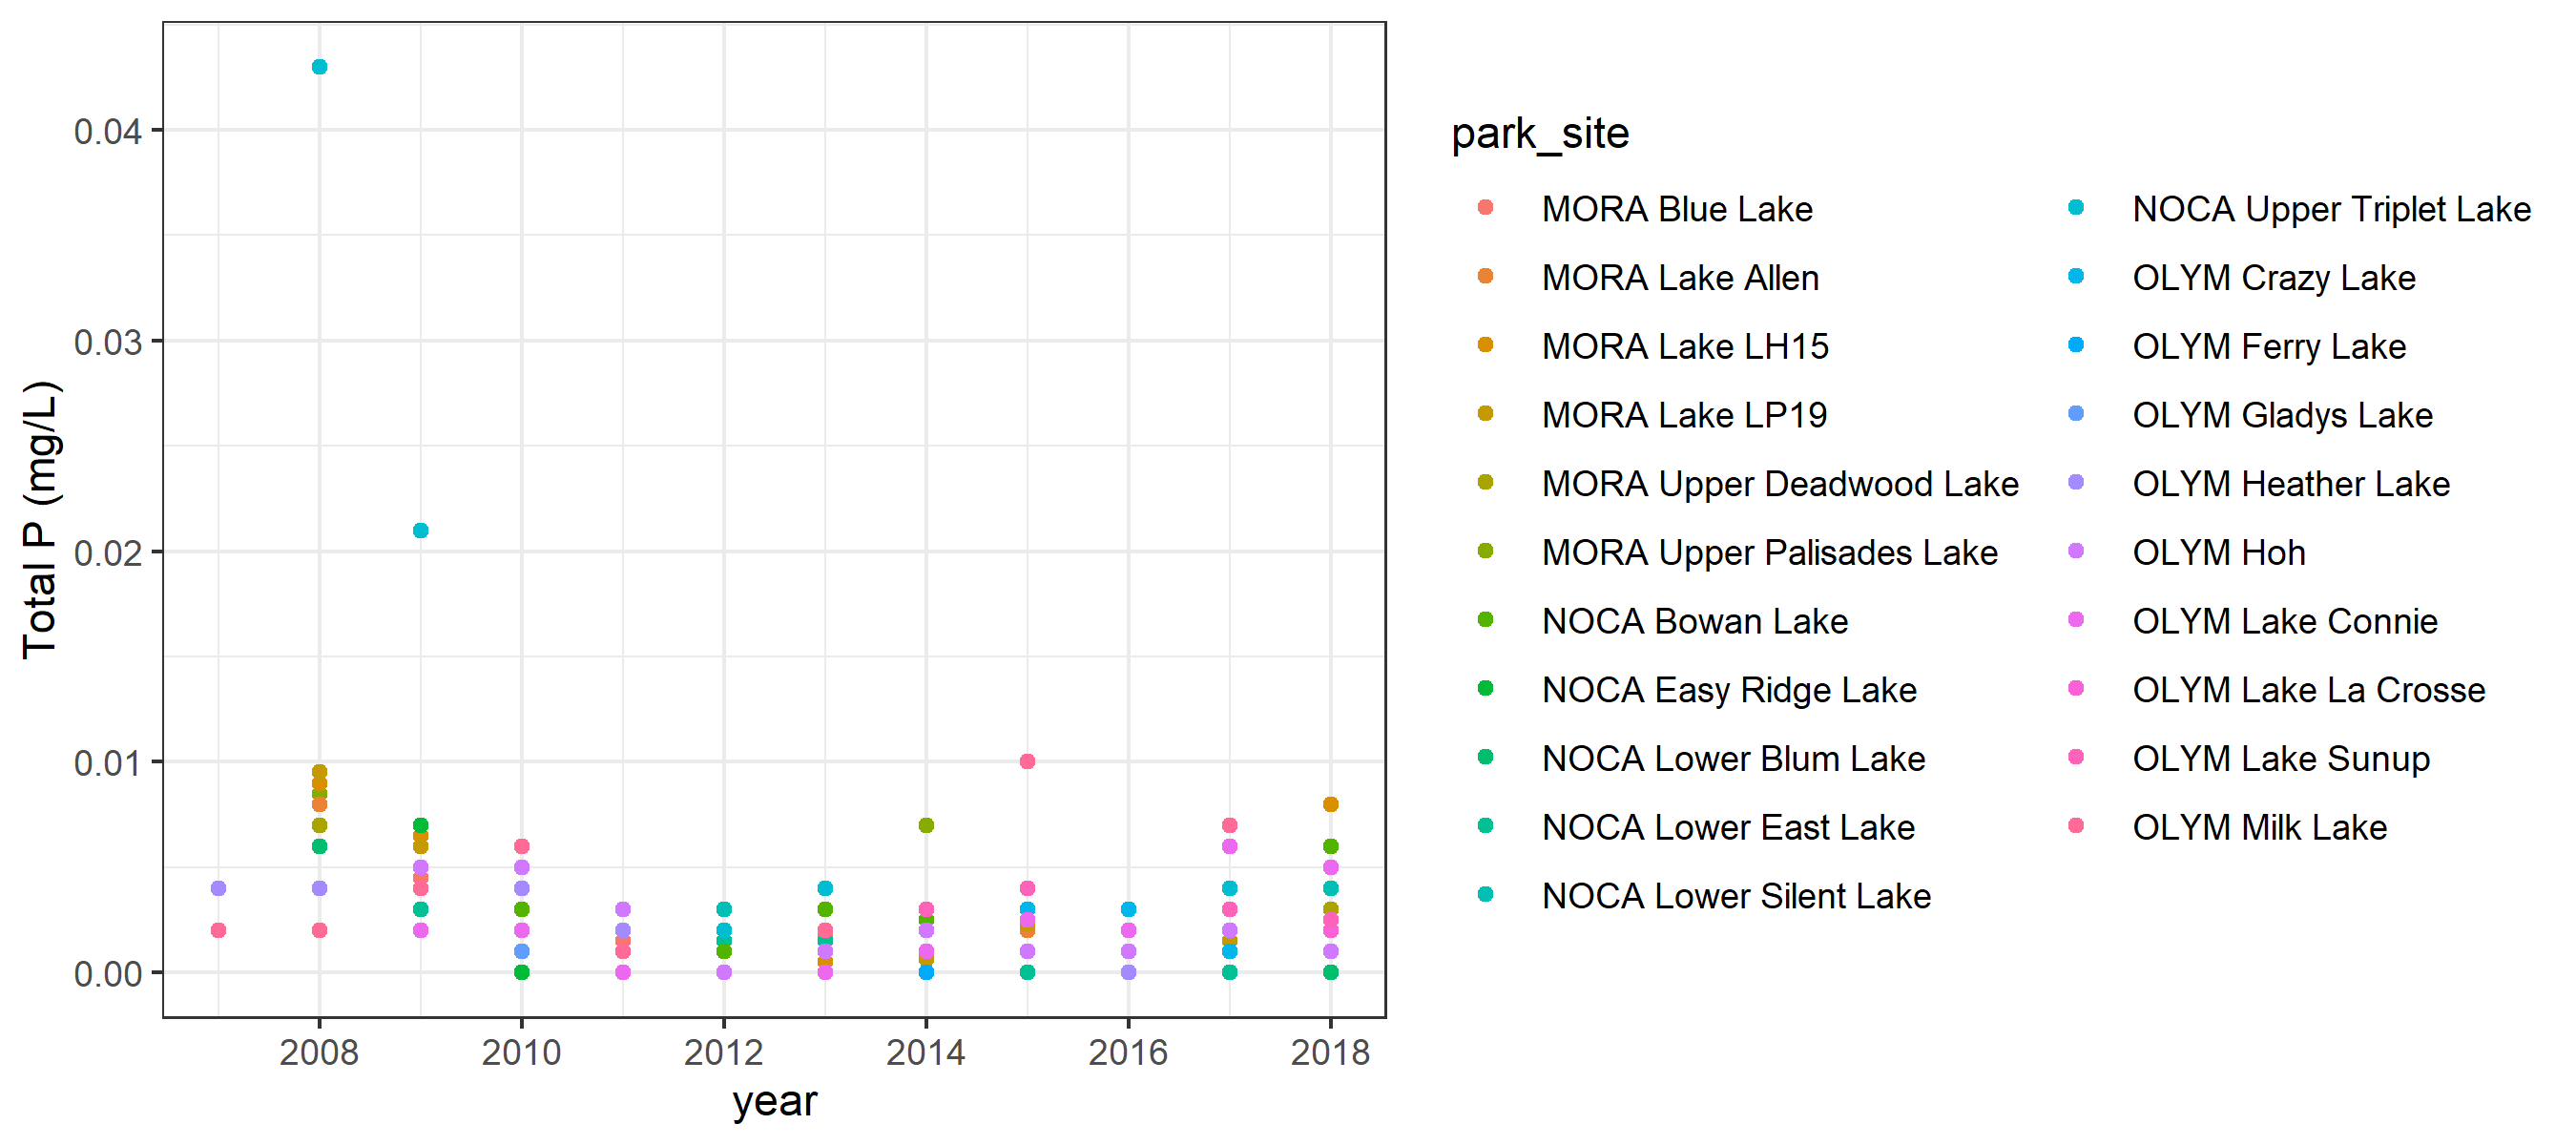 0.04
0.03
0.02
0.01
0.00
Total P (mg/L)
2008 2010 2012 2014 2016 2018
year
park_site
MORA Blue Lake
MORA Lake Allen
MORA Lake LH15
MORA Lake LP19
MORA Upper Deadwood Lake
MORA Upper Palisades Lake
NOCA Bowan Lake
NOCA Easy Ridge Lake
NOCA Lower Blum Lake
NOCA Lower East Lake
NOCA Lower Silent Lake
NOCA Upper Triplet Lake
OLYM Crazy Lake
OLYM Ferry Lake
OLYM Gladys Lake
OLYM Heather Lake
OLYM Hoh
OLYM Lake Connie
OLYM Lake La Crosse
OLYM Lake Sunup
OLYM Milk Lake